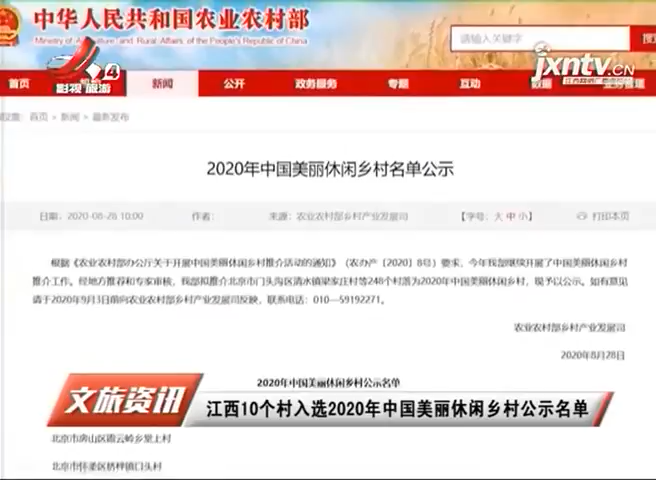 中华人民共和国农业农村部
Ministry of Agriculture and Rural Affairs of the People's Republic of China
请输入关键字
4
影视 旅游
jxntv.CN
首页 新闻 公开 政务服务 专题 互动
首页 > 新闻 > 最新发布
2020年中国美丽休闲乡村名单公示
日期：2020-08-28 10:00 作者： 来源：农业农村部乡村产业发展司 【字号：大 中 小】 打印本页
根据《农业农村部办公厅关于开展中国美丽休闲乡村推介活动的通知》（农办产〔2020〕8号）要求，今年我部继续开展了中国美丽休闲乡村
推介工作。经地方推荐和专家审核，我部拟推介北京市门头沟区清水镇梁家庄村等248个村落为2020年中国美丽休闲乡村，现予以公示。如有意见
请于2020年9月3日前向农业农村部乡村产业发展司反映，联系电话：010—59192271。
农业农村部乡村产业发展司
2020年8月28日
2020年中国美丽休闲乡村公示名单
文旅资讯
江西10个村入选2020年中国美丽休闲乡村公示名单
北京市房山区霞云岭乡堂上村
北京市怀柔区桥梓镇口头村